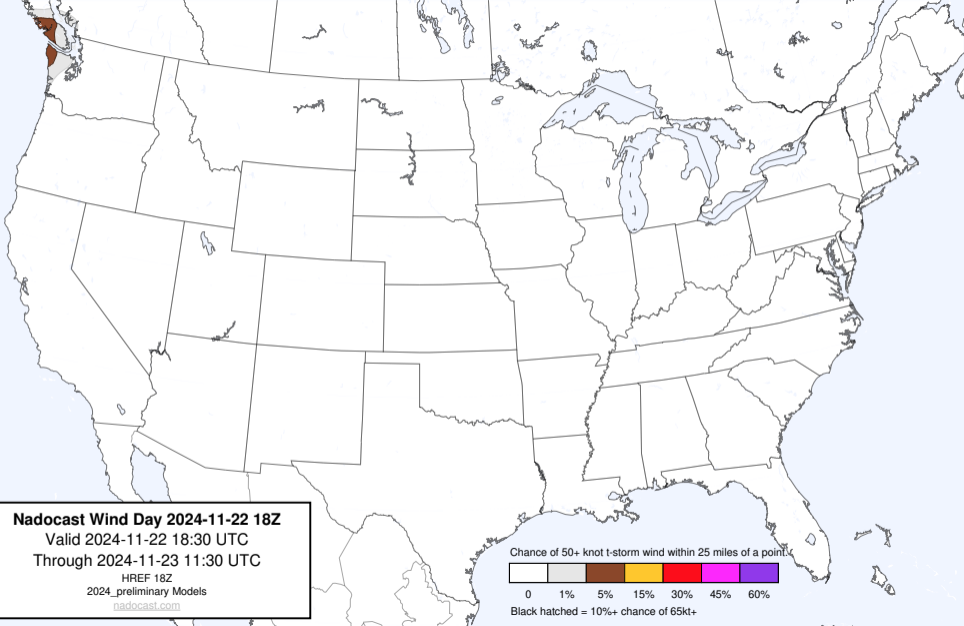 Nadocast Wind Day 2024-11-22 18Z
Valid 2024-11-22 18:30 UTC
Through 2024-11-23 11:30 UTC
HREF 18Z
2024_preliminary Models
nadocast.com
Chance of 50+ knot t-storm wind within 25 miles of a point.
0 1% 5% 15% 30% 45% 60%
Black hatched = 10%+ chance of 65kt+